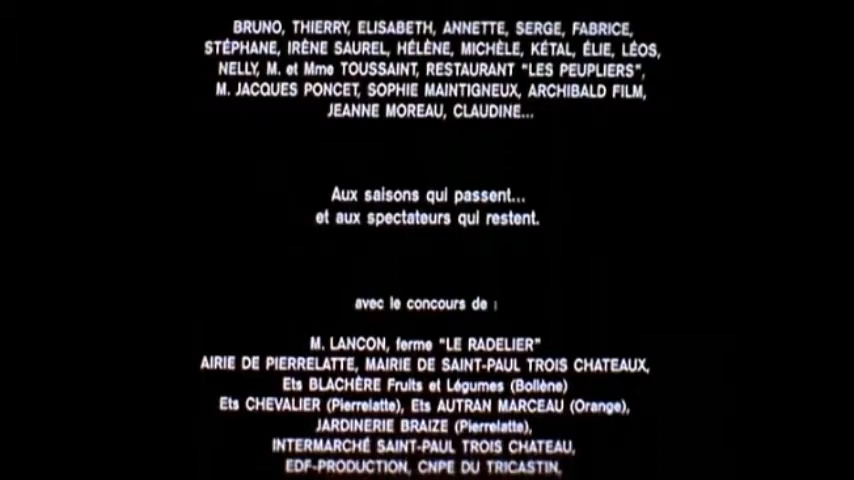 BRUNO, THIERRY, ELISABETH, ANNETTE, SERGE, FABRICE,
STÉPHANE, IRÈNE SAUREL, HÉLÈNE, MICHÈLE, KÉTAL, ÉLIE, LÉOS,
NELLY, M. et Mme TOUSSAINT, RESTAURANT "LES PEUPLIERS",
M. JACQUES PONCET, SOPHIE MAINTIGNEUX, ARCHIBALD FILM,
JEANNE MOREAU, CLAUDINE...
Aux saisons qui passent...
et aux spectateurs qui restent.
avec le concours de :
M. LANCON, ferme "LE RADELIER"
AIRIE DE PIERRELATTE, MAIRIE DE SAINT-PAUL TROIS CHATEAUX,
Ets BLACHÈRE Fruits et Légumes (Bollène)
Ets CHEVALIER (Pierrelatte), Ets AUTRAN MARCEAU (Orange),
JARDINERIE BRAIZE (Pierrelatte),
INTERMARCHÉ SAINT-PAUL TROIS CHATEAU,
EDF-PRODUCTION, CNPE DU TRICASTIN,